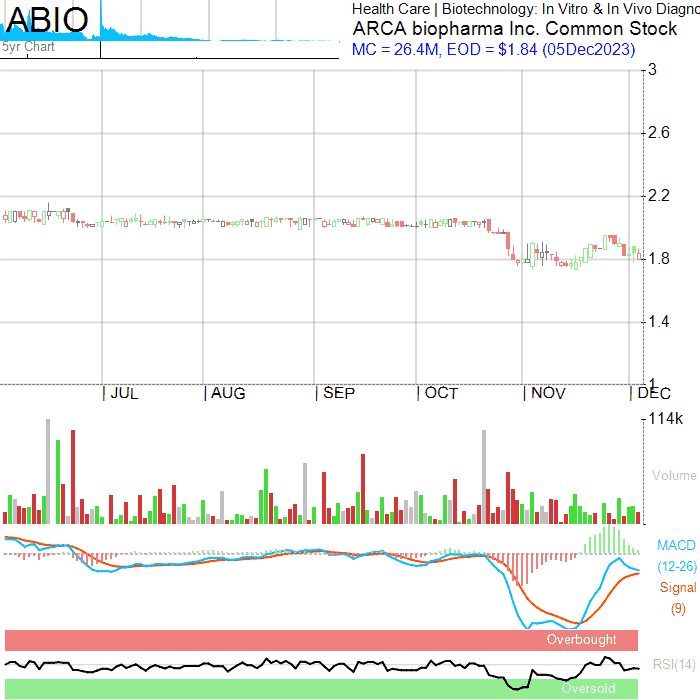 ABIO
5yr Chart
Health Care | Biotechnology: In Vitro & In Vivo Diagno
ARCA biopharma Inc. Common Stock
MC = 26.4M, EOD = $1.84 (05Dec2023)
3
2.6
2.2
1.8
1.4
1
JUL
AUG
SEP
OCT
NOV
DEC
114k
Volume
MACD
(12-26)
Signal
(9)
Overbought
RSI(14)
Oversold